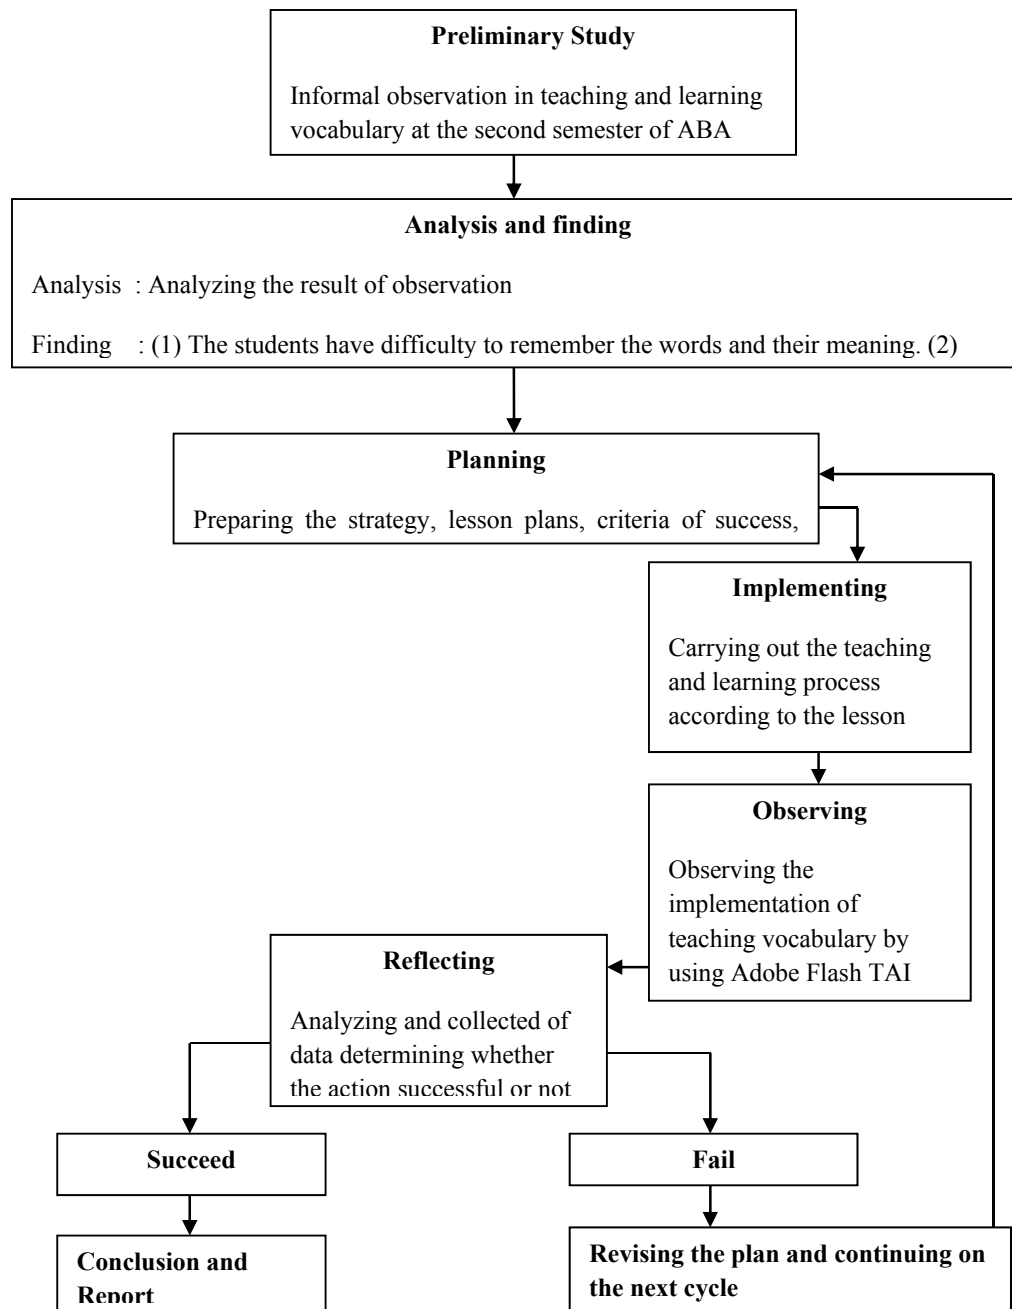 Preliminary Study
Informal observation in teaching and learning
vocabulary at the second semester of ABA
Analysis and finding
Analysis : Analyzing the result of observation
Finding : (1) The students have difficulty to remember the words and their meaning. (2)
Planning
Preparing the strategy, lesson plans, criteria of success,
Implementing
Carrying out the teaching
and learning process
according to the lesson
Observing
Observing the
implementation of
teaching vocabulary by
using Adobe Flash TAI
Reflecting
Analyzing and collected of
data determining whether
the action successful or not
Succeed
Fail
Conclusion and
Report
Revising the plan and continuing on
the next cycle